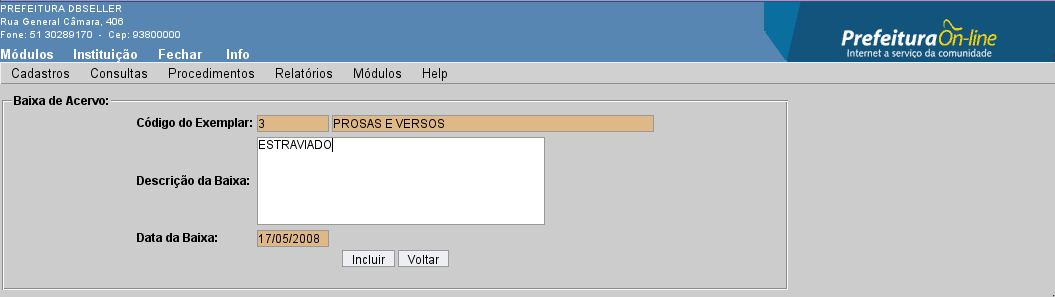 PREFEITURA DBSELLER
Rua General Câmara, 406
Fone: 51 30289170 - Cep: 93800000
Prefeitura On-line
Internet a serviço da comunidade
Módulos Instituição Fechar Info
Cadastros Consultas Procedimentos Relatórios Módulos Help
Baixa de Acervo:
Código do Exemplar: 3 PROSAS E VERSOS
ESTRAVIADO
Descrição da Baixa:
Data da Baixa: 17/05/2008
Incluir Voltar